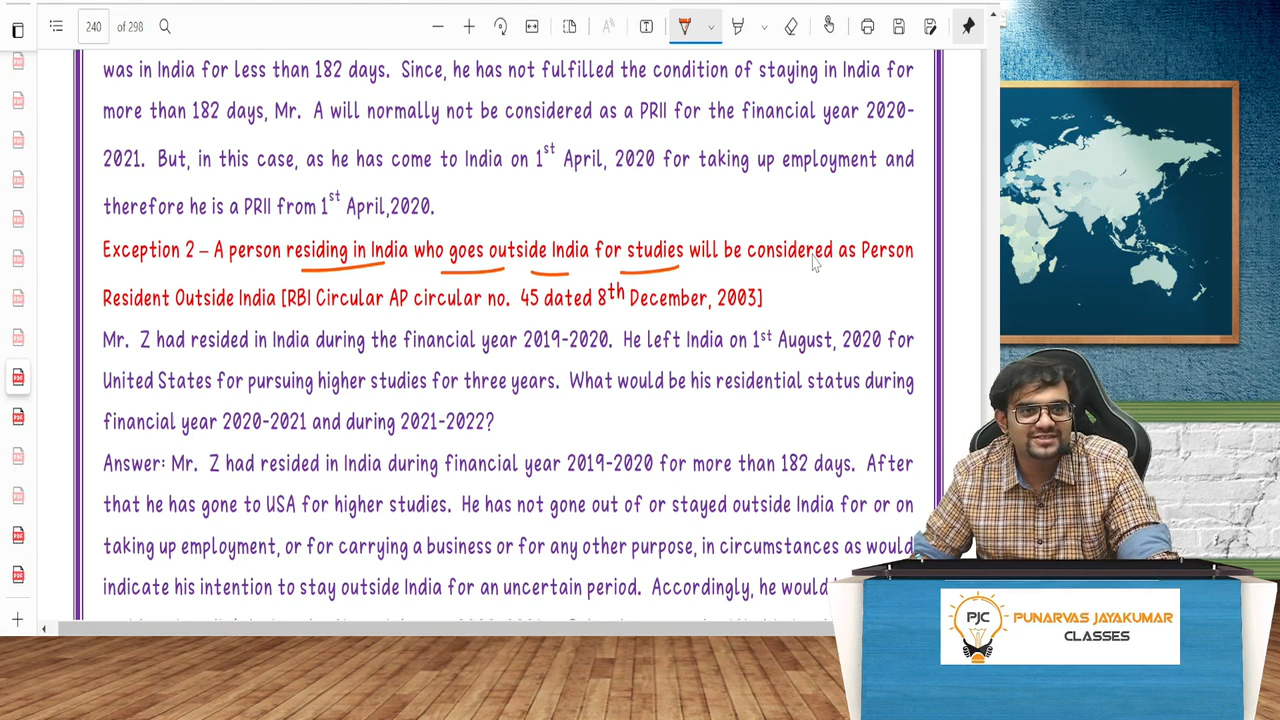 240 of 298
was in India for less than 182 days. Since, he has not fulfilled the condition of staying in India for
more than 182 days, Mr. A will normally not be considered as a PRII for the financial year 2020-
2021. But, in this case, as he has come to India on 1st April, 2020 for taking up employment and
therefore he is a PRII from 1st April,2020.
Exception 2 – A person residing in India who goes outside India for studies will be considered as Person
Resident Outside India [RBI Circular AP circular no. 45 dated 8th December, 2003]
Mr. Z had resided in India during the financial year 2019-2020. He Left India on 1st August, 2020 for
United States for pursuing higher studies for three years. What would be his residential status during
financial year 2020-2021 and during 2021-2022?
Answer: Mr. Z had resided in India during financial year 2019-2020 for more than 182 days. After
that he has gone to USA for higher studies. He has not gone out of or stayed outside India for or on
taking up employment, or for carrying a business or for any other purpose, in circumstances as would
indicate his intention to stay outside India for an uncertain period. Accordingly, he would
PJC
PUNARVAS JAYAKUMAR
CLASSES